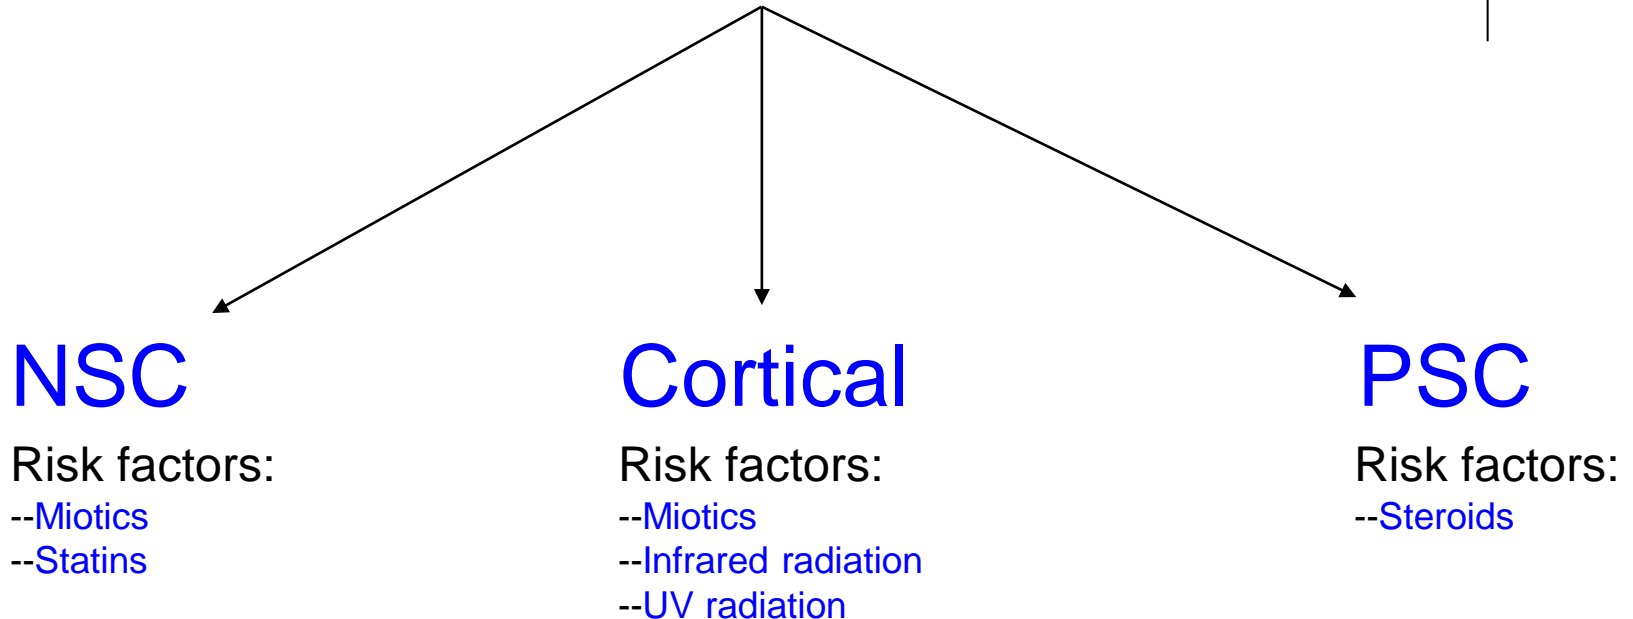 NSC
Risk factors:
--Miotics
--Statins
Cortical
Risk factors:
--Miotics
--Infrared radiation
--UV radiation
PSC
Risk factors:
--Steroids